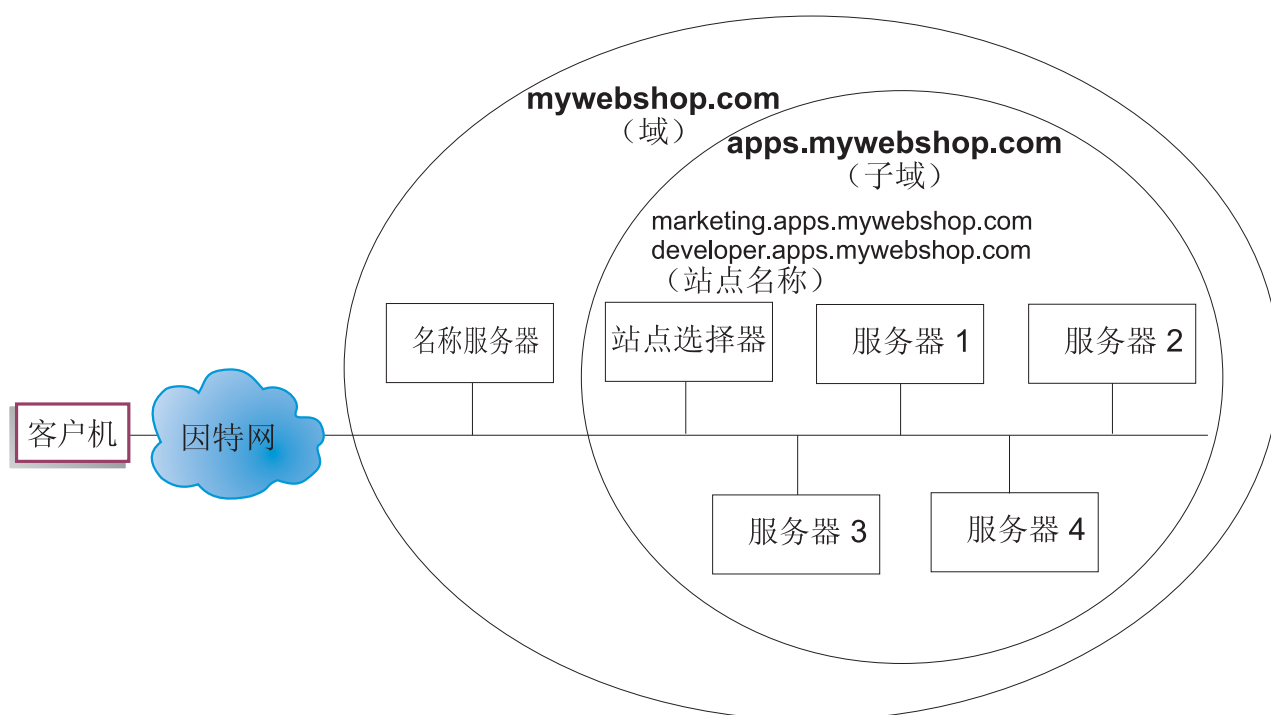 mywebshop.com
（域）
apps.mywebshop.com
（子域）
marketing.apps.mywebshop.com
developer.apps.mywebshop.com
（站点名称）
名称服务器
站点选择器
服务器 1
服务器 2
客户机
因特网
服务器 3
服务器 4